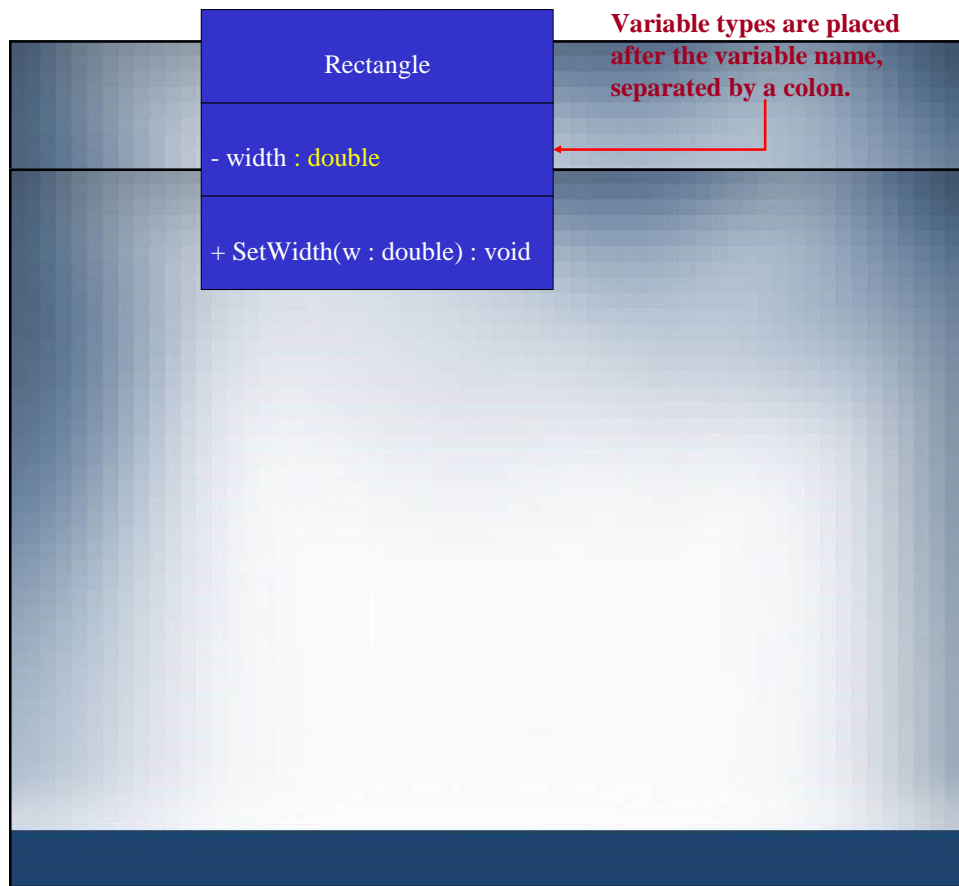 Rectangle
- width : double
+ SetWidth(w : double) : void
Variable types are placed
after the variable name,
separated by a colon.